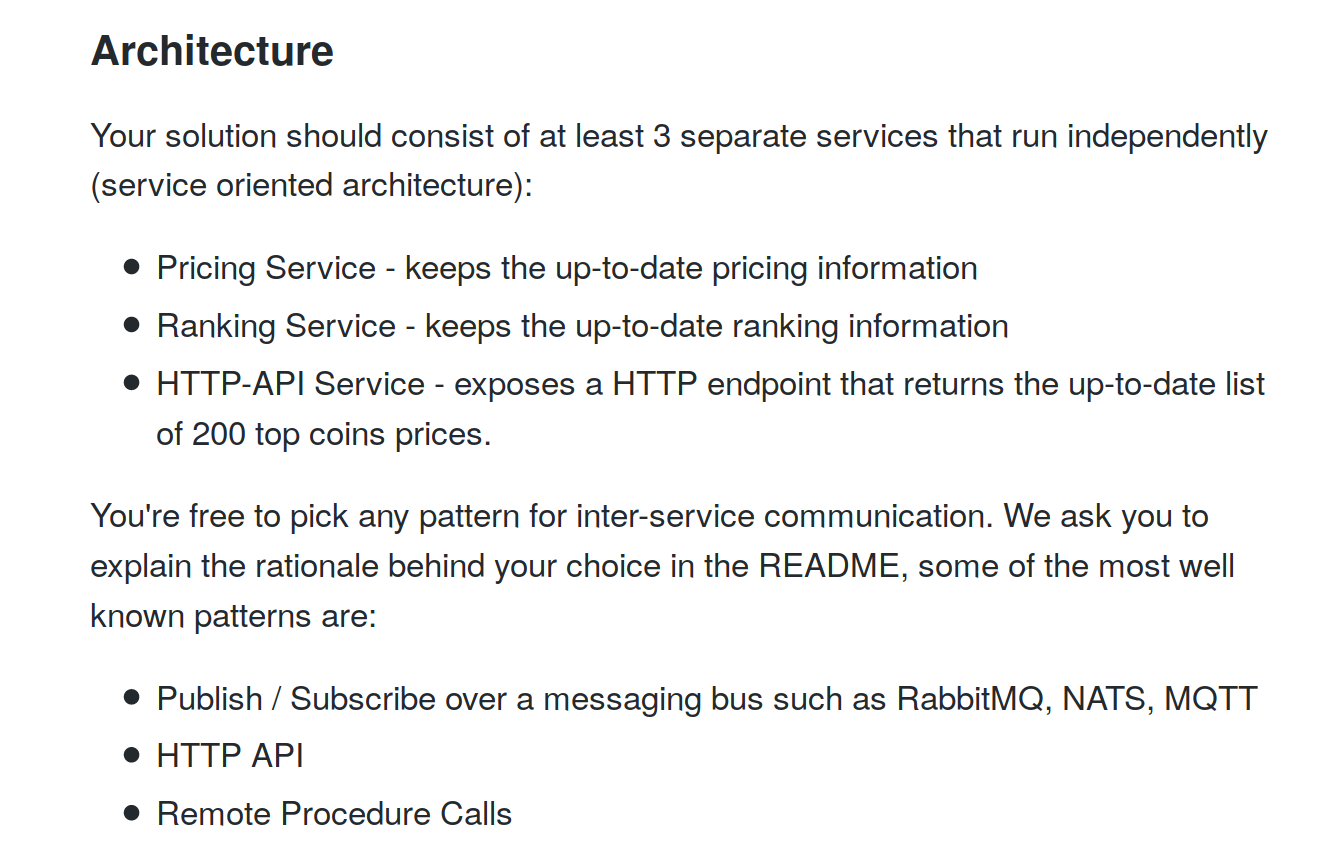 Architecture
Your solution should consist of at least 3 separate services that run independently
(service oriented architecture):
● Pricing Service - keeps the up-to-date pricing information
● Ranking Service - keeps the up-to-date ranking information
● HTTP-API Service - exposes a HTTP endpoint that returns the up-to-date list
of 200 top coins prices.
You're free to pick any pattern for inter-service communication. We ask you to
explain the rationale behind your choice in the README, some of the most well
known patterns are:
● Publish / Subscribe over a messaging bus such as RabbitMQ, NATS, MQTT
● HTTP API
● Remote Procedure Calls